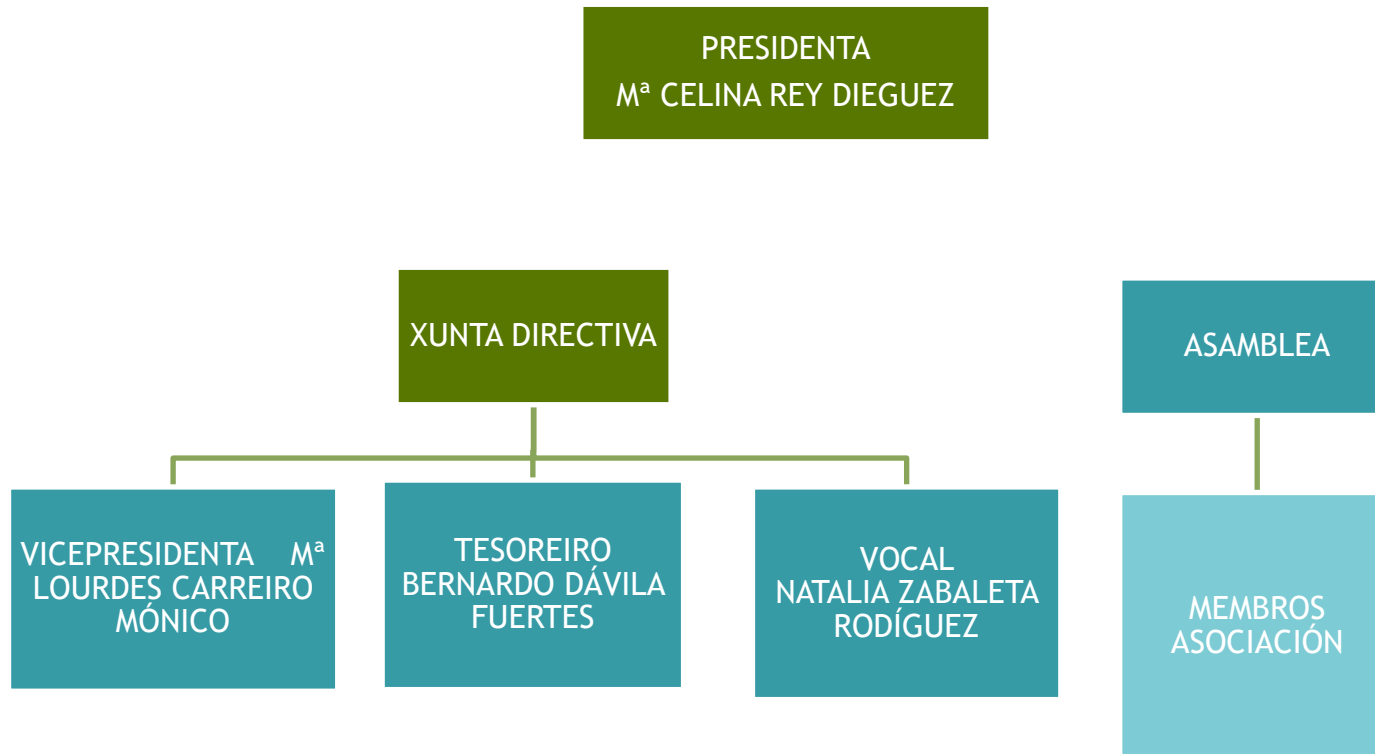 PRESIDENTA
Mª CELINA REY DIEGUEZ
XUNTA DIRECTIVA
ASAMBLEA
VICEPRESIDENTA Mª
LOURDES CARREIRO
MÓNICO
TESOREIRO
BERNARDO DÁVILA
FUERTES
VOCAL
NATALIA ZABALETA
RODÍGUEZ
MEMBROS
ASOCIACIÓN